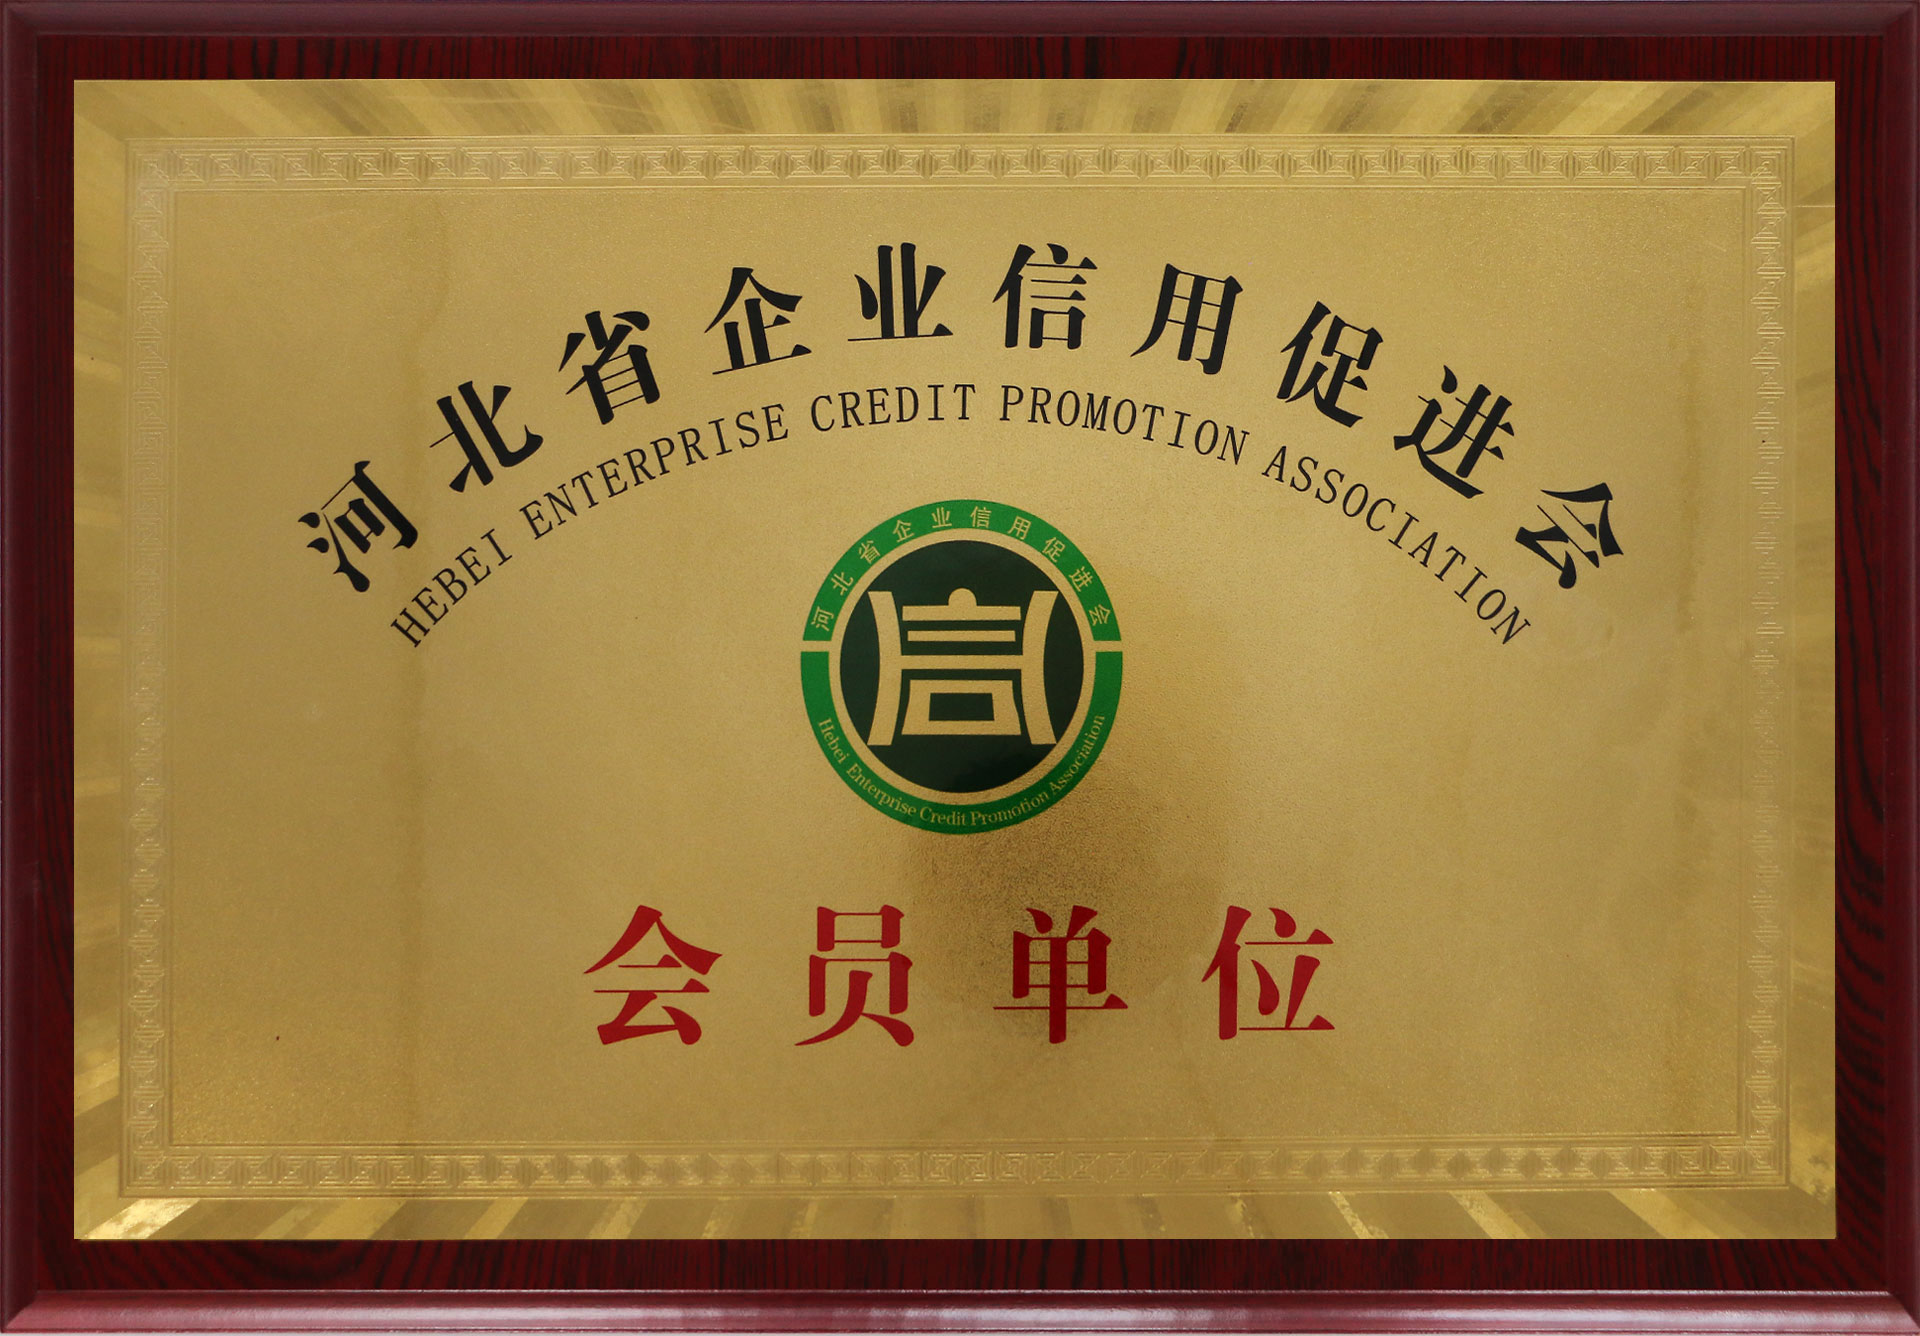 河北省企业信用促进会
HEBEI ENTERPRISE CREDIT PROMOTION ASSOCIATION
河北省企业信用促进会
信
Hebei Enterprise Credit Promotion Association
会员单位